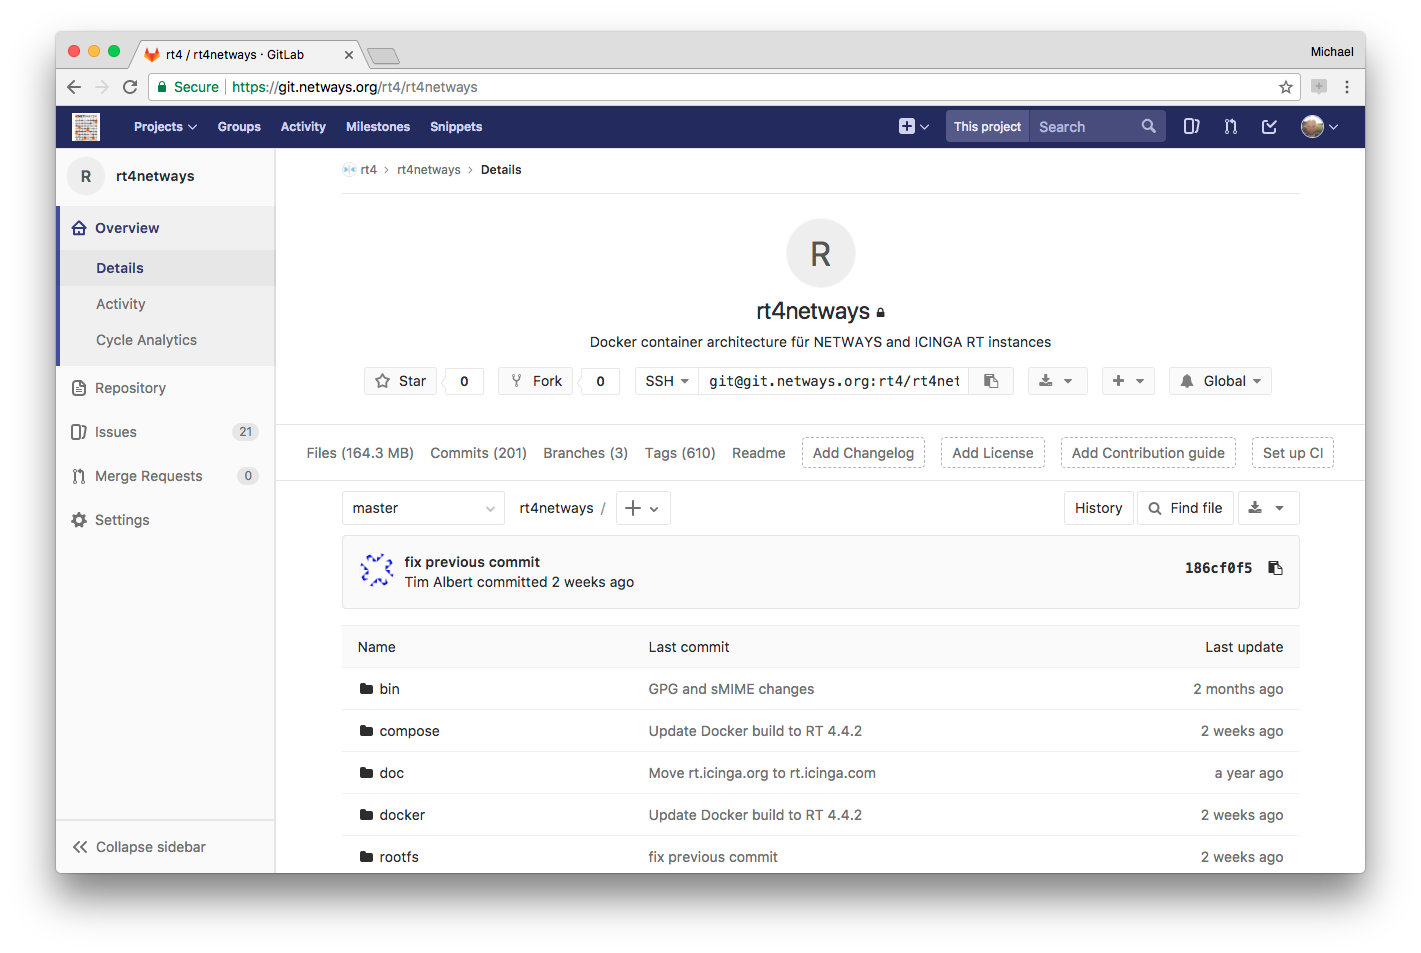 rt4 / rt4netways · GitLab
Michael
Secure https://git.netways.org/rt4/rt4netways
Projects Groups Activity Milestones Snippets This project Search
R rt4netways
rt4 › rt4netways › Details
Overview
Details
Activity
Cycle Analytics
Repository
Issues 21
Merge Requests 0
Settings
Collapse sidebar
R
rt4netways
Docker container architecture für NETWAYS and ICINGA RT instances
Star 0 Fork 0 SSH git@git.netways.org:rt4/rt4net Global
Files (164.3 MB) Commits (201) Branches (3) Tags (610) Readme Add Changelog Add License Add Contribution guide Set up CI
master rt4netways / History Find file
fix previous commit
Tim Albert committed 2 weeks ago
186cf0f5
Name Last commit Last update
bin GPG and sMIME changes 2 months ago
compose Update Docker build to RT 4.4.2 2 weeks ago
doc Move rt.icinga.org to rt.icinga.com a year ago
docker Update Docker build to RT 4.4.2 2 weeks ago
rootfs fix previous commit 2 weeks ago